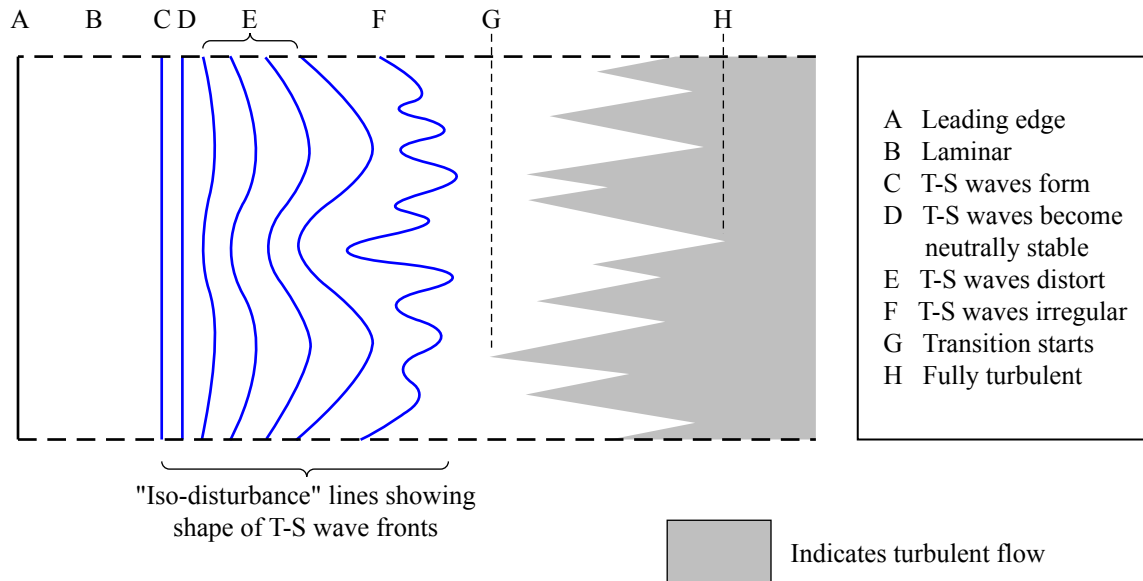 A B C D E F G H
A Leading edge
B Laminar
C T-S waves form
D T-S waves become
neutrally stable
E T-S waves distort
F T-S waves irregular
G Transition starts
H Fully turbulent
"Iso-disturbance" lines showing
shape of T-S wave fronts
Indicates turbulent flow